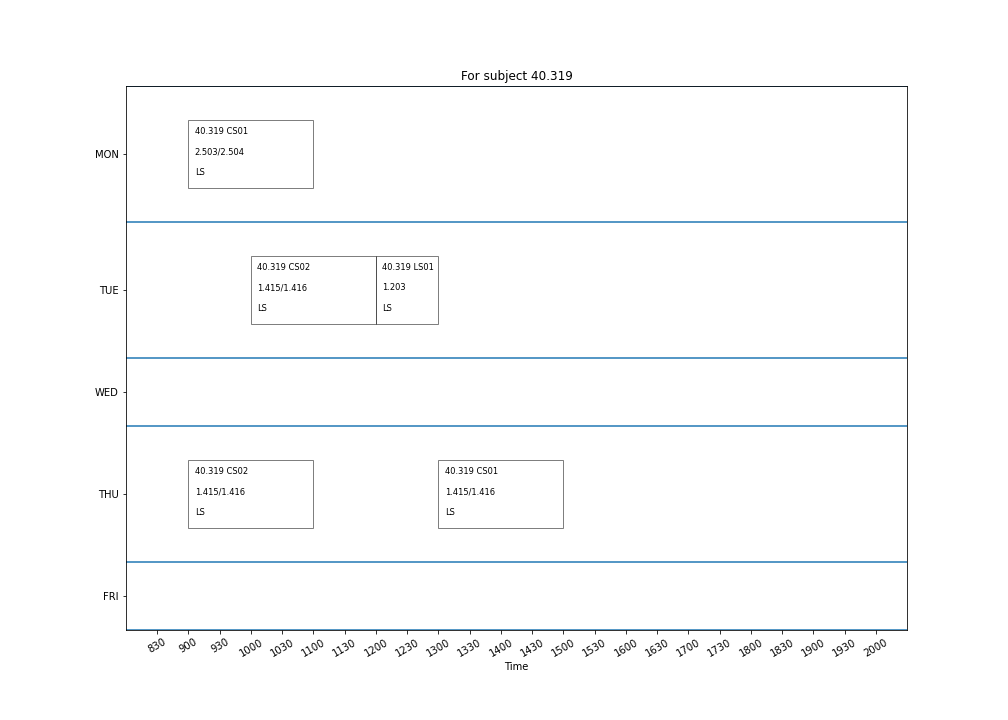 For subject 40.319
MON
40.319 CS01
2.503/2.504
LS
TUE
40.319 CS02
1.415/1.416
LS
40.319 LS01
1.203
LS
WED
THU
40.319 CS02
1.415/1.416
LS
40.319 CS01
1.415/1.416
LS
FRI
830 900 930 1000 1030 1100 1130 1200 1230 1300 1330 1400 1430 1500 1530 1600 1630 1700 1730 1800 1830 1900 1930 2000
Time